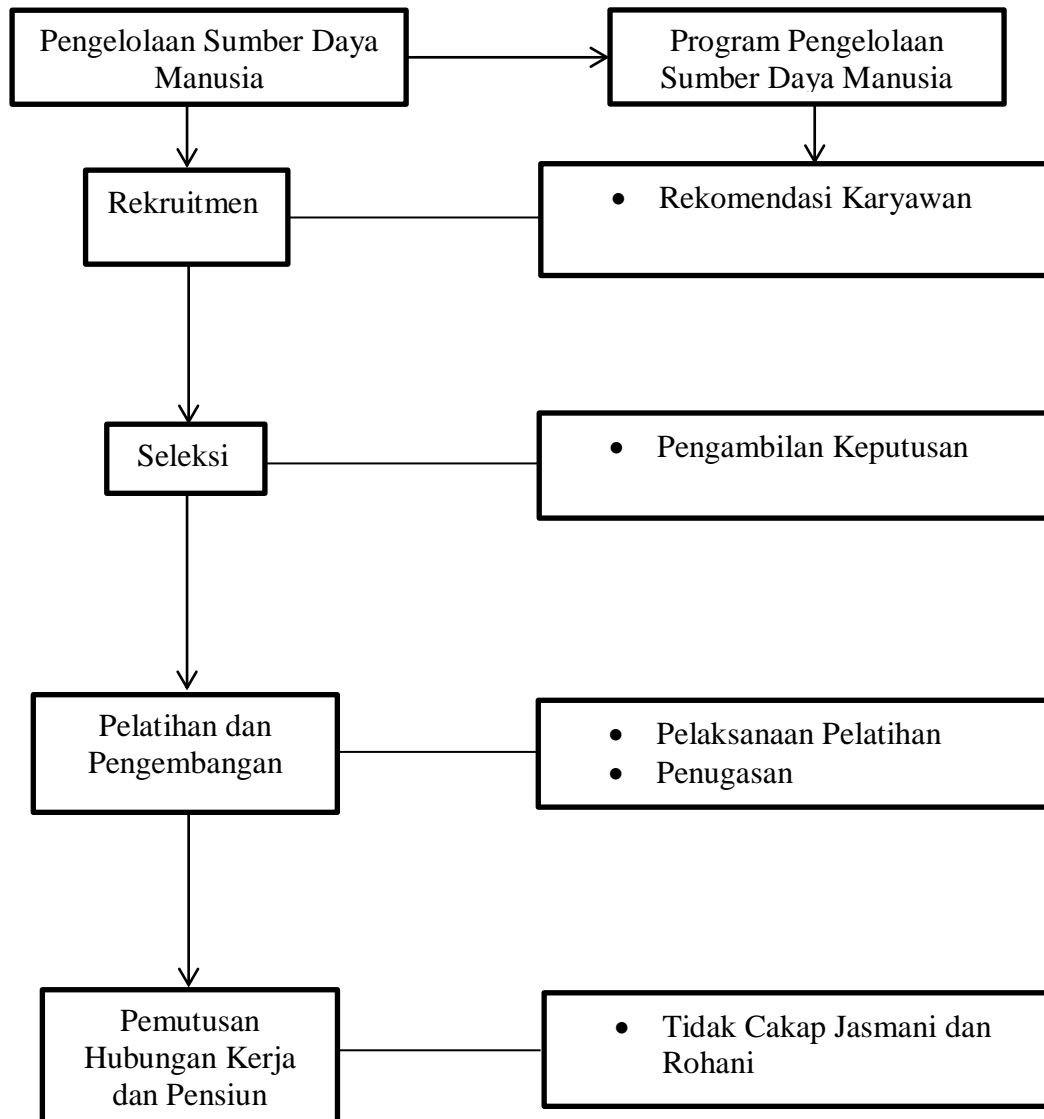 Pengelolaan Sumber Daya
Manusia
Program Pengelolaan
Sumber Daya Manusia
Rekruitmen
• Rekomendasi Karyawan
Seleksi
• Pengambilan Keputusan
Pelatihan dan
Pengembangan
• Pelaksanaan Pelatihan
• Penugasan
Pemutusan
Hubungan Kerja
dan Pensiun
• Tidak Cakap Jasmani dan
Rohani